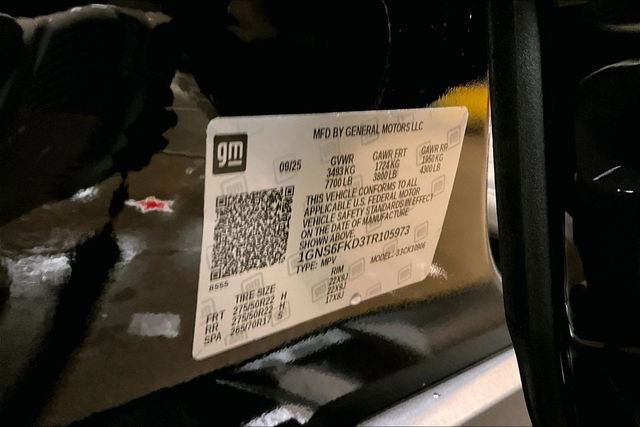 MFD BY GENERAL MOTORS LLC
gm
09/25
GVWR GAWR FRT GAWR RR
3493 KG 1724 KG 1950 KG
7700 LB 3800 LB 4300 LB
THIS VEHICLE CONFORMS TO ALL
APPLICABLE U.S. FEDERAL MOTOR
VEHICLE SAFETY STANDARDS IN EFFECT
ON THE DATE OF MANUFACTURE
SHOWN ABOVE.
1GNS6FKD3TR105973
TYPE: MPV MODEL:
TIRE SIZE RIM
FRT 275/50R22 H 22X9J
RR 275/50R22 H 22X9J
SPA 265/70R17 S 17X8J